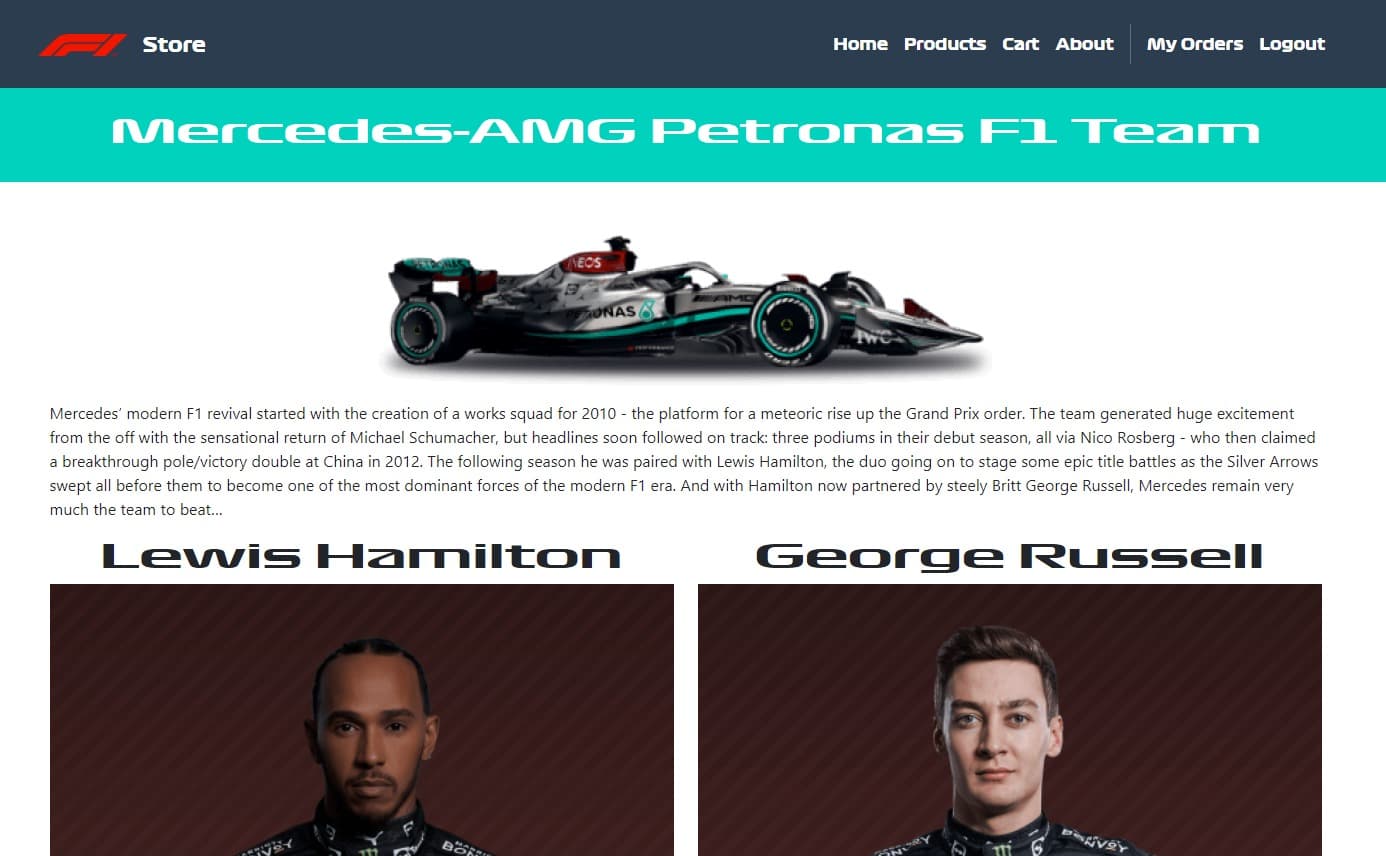 F1 Store Home Products Cart About My Orders Logout
Mercedes-AMG Petronas F1 Team
INEOS
PETRONAS
AMG
IWC
Mercedes’ modern F1 revival started with the creation of a works squad for 2010 - the platform for a meteoric rise up the Grand Prix order. The team generated huge excitement
from the off with the sensational return of Michael Schumacher, but headlines soon followed on track: three podiums in their debut season, all via Nico Rosberg - who then claimed
a breakthrough pole/victory double at China in 2012. The following season he was paired with Lewis Hamilton, the duo going on to stage some epic title battles as the Silver Arrows
swept all before them to become one of the most dominant forces of the modern F1 era. And with Hamilton now partnered by steely Britt George Russell, Mercedes remain very
much the team to beat...
Lewis Hamilton George Russell